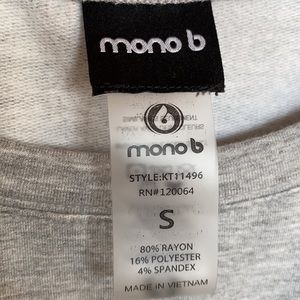 mono b
mono b
STYLE:KT11496
RN#120064
S
80% RAYON
16% POLYESTER
4% SPANDEX
MADE IN VIETNAM